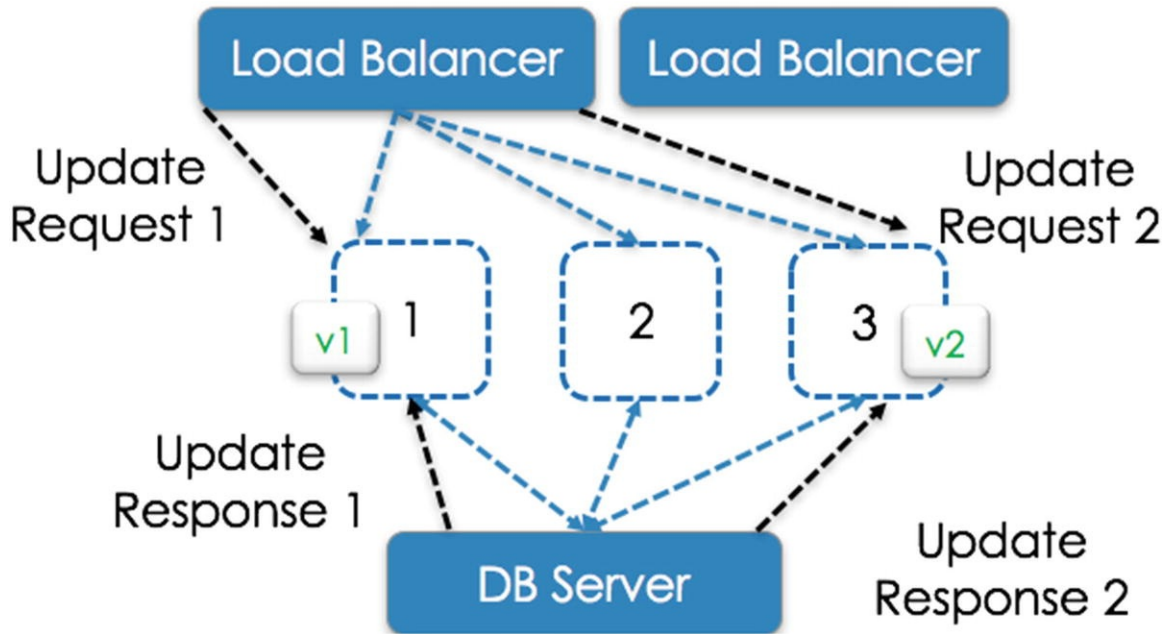 Load Balancer
Load Balancer
Update
Request 1
Update
Request 2
1
2
3
v1
v2
Update
Response 1
DB Server
Update
Response 2